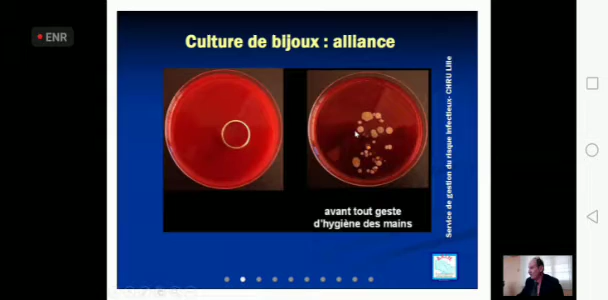 ENR
Culture de bijoux : alliance
avant tout geste
d'hygiène des mains
Service de gestion du risque infectieux- CHRU Lille